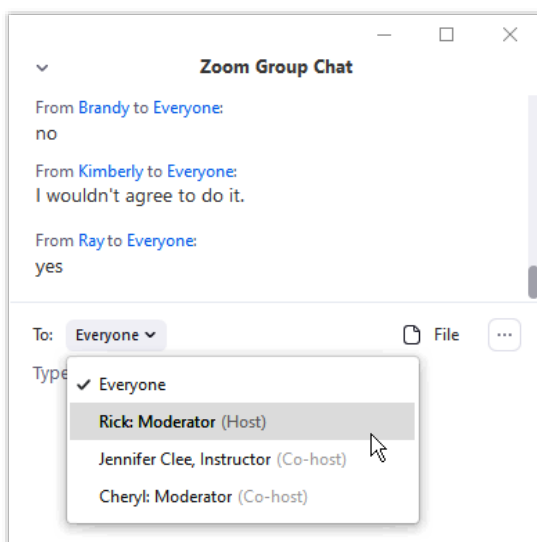 Zoom Group Chat
From Brandy to Everyone:
no
From Kimberly to Everyone:
I wouldn't agree to do it.
From Ray to Everyone:
yes
To: Everyone File ...
Type
Everyone
Rick: Moderator (Host)
Jennifer Clee, Instructor (Co-host)
Cheryl: Moderator (Co-host)